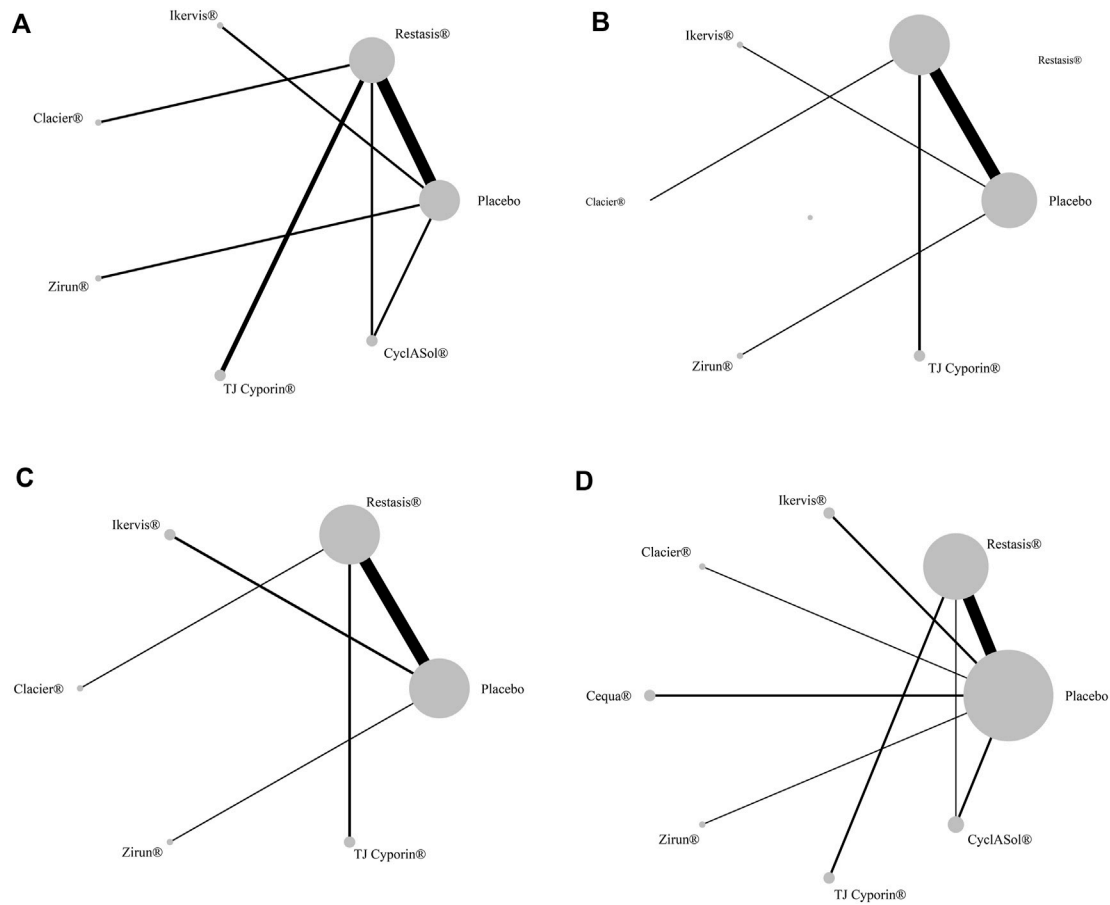 A
Ikervis®
Restasis®
Clacier®
Placebo
Zirun®
CyclASol®
TJ Cyporin®
B
Ikervis®
Restasis®
Clacier®
Placebo
Zirun®
TJ Cyporin®
C
Restasis®
Ikervis®
Clacier®
Placebo
Zirun®
TJ Cyporin®
D
Ikervis®
Restasis®
Clacier®
Cequa®
Placebo
Zirun®
CyclASol®
TJ Cyporin®